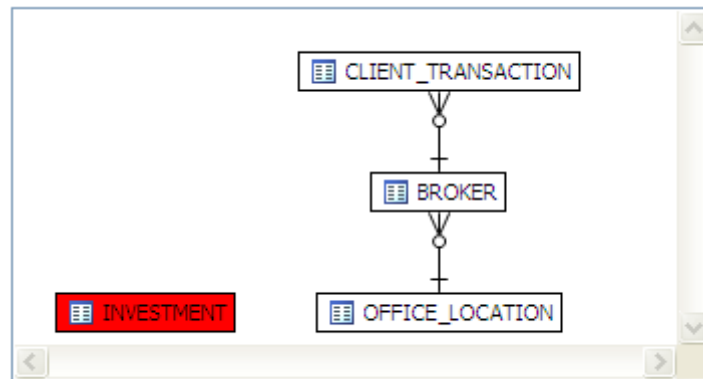 CLIENT_TRANSACTION
BROKER
INVESTMENT
OFFICE_LOCATION